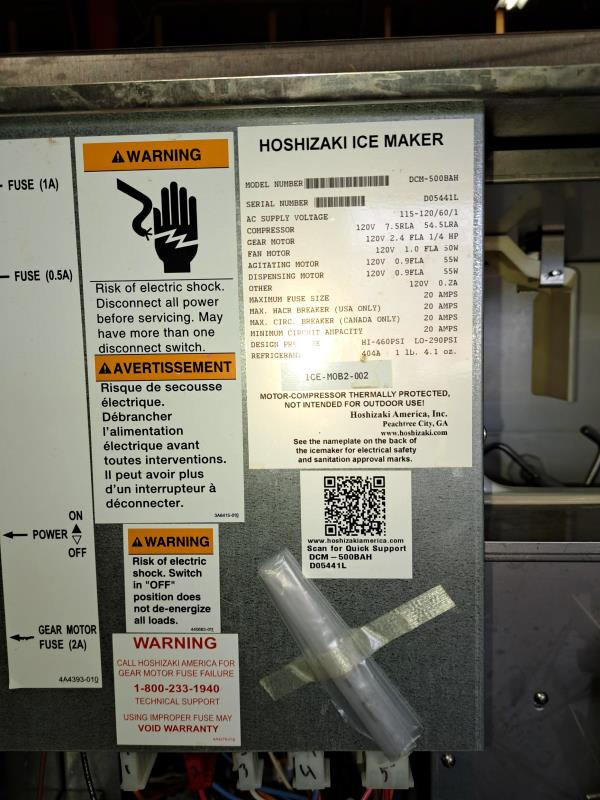 FUSE (1A)
FUSE (0.5A)
ON
POWER
OFF
GEAR MOTOR
FUSE (2A)
4A4393-010
WARNING
Risk of electric shock.
Disconnect all power
before servicing. May
have more than one
disconnect switch.
AVERTISSEMENT
Risque de secousse
électrique.
Débrancher
l'alimentation
électrique avant
toutes interventions.
Il peut avoir plus
d'un interrupteur à
déconnecter.
3A6415-010
WARNING
Risk of electric
shock. Switch
in "OFF"
position does
not de-energize
all loads.
WARNING
CALL HOSHIZAKI AMERICA FOR
GEAR MOTOR FUSE FAILURE
1-800-233-1940
TECHNICAL SUPPORT
USING IMPROPER FUSE MAY
VOID WARRANTY
HOSHIZAKI ICE MAKER
MODEL NUMBER DCM-500BAH
SERIAL NUMBER D05441L
AC SUPPLY VOLTAGE 115-120/60/1
COMPRESSOR 120V 7.5RLA 54.5LRA
GEAR MOTOR 120V 2.4 FLA 1/4 HP
FAN MOTOR 120V 1.0 FLA 50W
AGITATING MOTOR 120V 0.9FLA 55W
DISPENSING MOTOR 120V 0.9FLA 55W
OTHER 120V 0.2A
MAXIMUM FUSE SIZE 20 AMPS
MAX. HACR BREAKER (USA ONLY) 20 AMPS
MAX. CIRC. BREAKER (CANADA ONLY) 20 AMPS
MINIMUM CIRCUIT AMPACITY 20 AMPS
DESIGN HI-460PSI LO-290PSI
404A 1 lb. 4.1 oz.
ICE-MOB2-002
MOTOR-COMPRESSOR THERMALLY PROTECTED,
NOT INTENDED FOR OUTDOOR USE!
Hoshizaki America, Inc.
Peachtree City, GA
www.hoshizaki.com
See the nameplate on the back of
the icemaker for electrical safety
and sanitation approval marks.
www.hoshizakiamerica.com
Scan for Quick Support
DCM-500BAH
D05441L
1
2
3
4
5